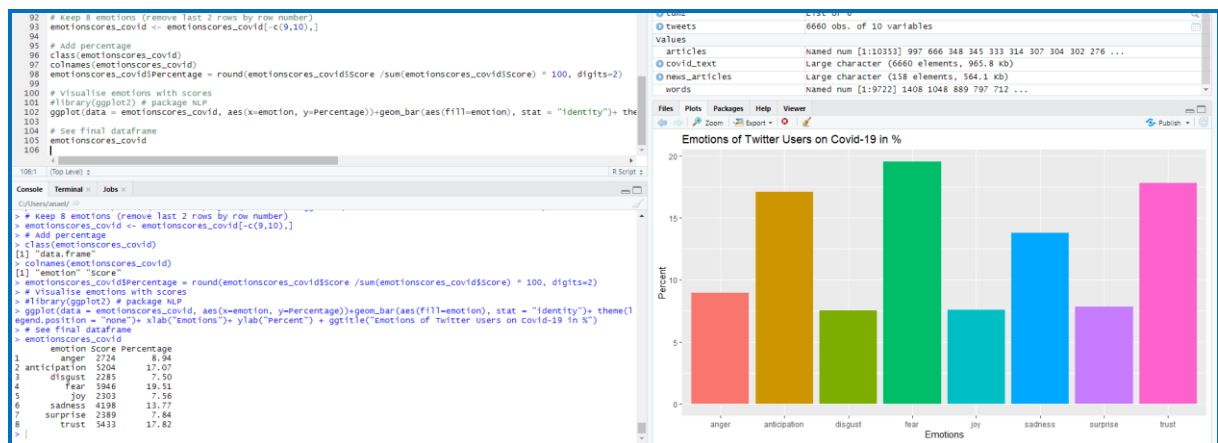 92 # Keep 8 emotions (remove last 2 rows by row number)
93 emotionscores_covid <- emotionscores_covid[-c(9,10),]
94
95 # Add percentage
96 class(emotionscores_covid)
97 colnames(emotionscores_covid)
98 emotionscores_covid$Percentage = round(emotionscores_covid$Score /sum(emotionscores_covid$Score) * 100, digits=2)
99
100 # Visualise emotions with scores
101 #library(ggplot2) # package NLP
102 ggplot(data = emotionscores_covid, aes(x=emotion, y=Percentage))+geom_bar(aes(fill=emotion), stat = "identity")+ the
103
104 # See final dataframe
105 emotionscores_covid
106
106:1 (Top Level) R Script
Console Terminal Jobs
C:/Users/anael/
> # Keep 8 emotions (remove last 2 rows by row number)
> emotionscores_covid <- emotionscores_covid[-c(9,10),]
> # Add percentage
> class(emotionscores_covid)
[1] "data.frame"
> colnames(emotionscores_covid)
[1] "emotion" "Score"
> emotionscores_covid$Percentage = round(emotionscores_covid$Score /sum(emotionscores_covid$Score) * 100, digits=2)
> # Visualise emotions with scores
> #library(ggplot2) # package NLP
> ggplot(data = emotionscores_covid, aes(x=emotion, y=Percentage))+geom_bar(aes(fill=emotion), stat = "identity")+ theme(l
egend.position = "none")+ xlab("Emotions")+ ylab("Percent") + ggtitle("Emotions of Twitter Users on Covid-19 in %")
> # See final dataframe
> emotionscores_covid
emotion Score Percentage
1 anger 2724 8.94
2 anticipation 5204 17.07
3 disgust 2285 7.50
4 fear 5946 19.51
5 joy 2303 7.56
6 sadness 4198 13.77
7 surprise 2389 7.84
8 trust 5433 17.82
>
tweets 6660 obs. of 10 variables
Values
articles Named num [1:10353] 997 666 348 345 333 314 307 304 302 276 ...
covid_text Large character (6660 elements, 965.8 Kb)
news_articles Large character (158 elements, 564.1 Kb)
words Named num [1:9722] 1408 1048 889 797 712 ...
Files Plots Packages Help Viewer
Zoom Export Publish
Emotions of Twitter Users on Covid-19 in %
Percent
20
15
10
5
0
anger anticipation disgust fear joy sadness surprise trust
Emotions